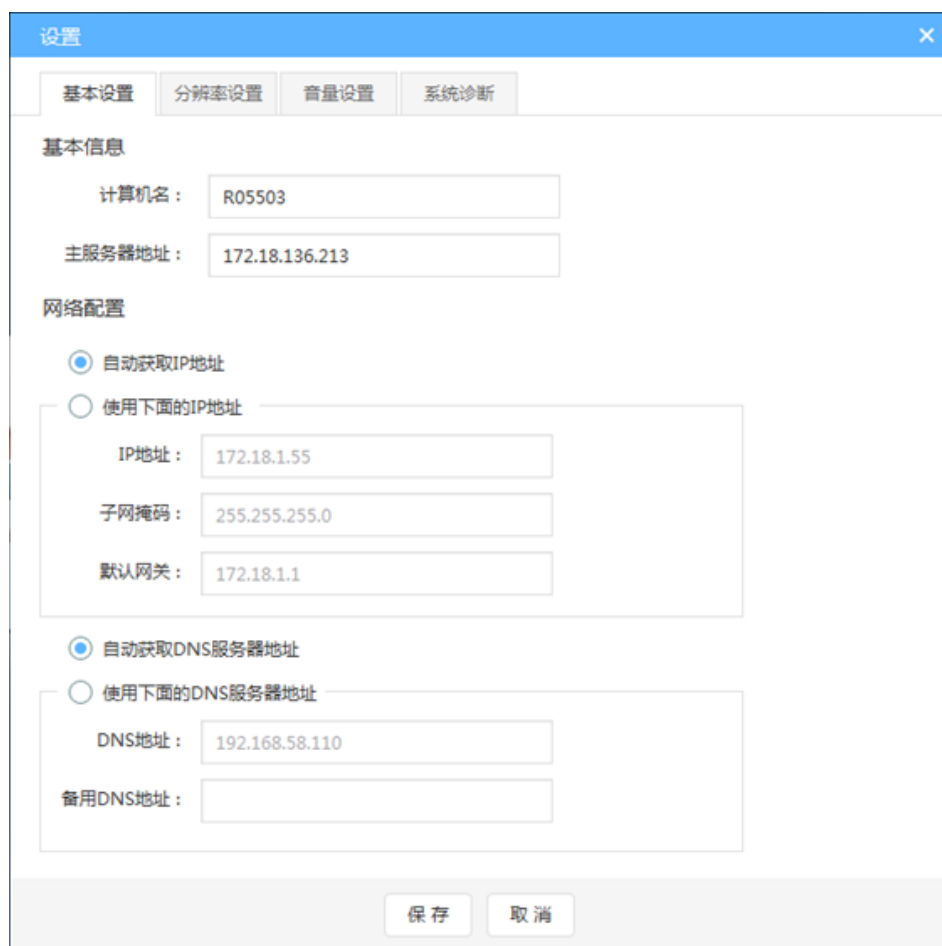 设置
基本设置 分辨率设置 音量设置 系统诊断
基本信息
计算机名： R05503
主服务器地址： 172.18.136.213
网络配置
自动获取IP地址
使用下面的IP地址
IP地址： 172.18.1.55
子网掩码： 255.255.255.0
默认网关： 172.18.1.1
自动获取DNS服务器地址
使用下面的DNS服务器地址
DNS地址： 192.168.58.110
备用DNS地址：
保存 取消